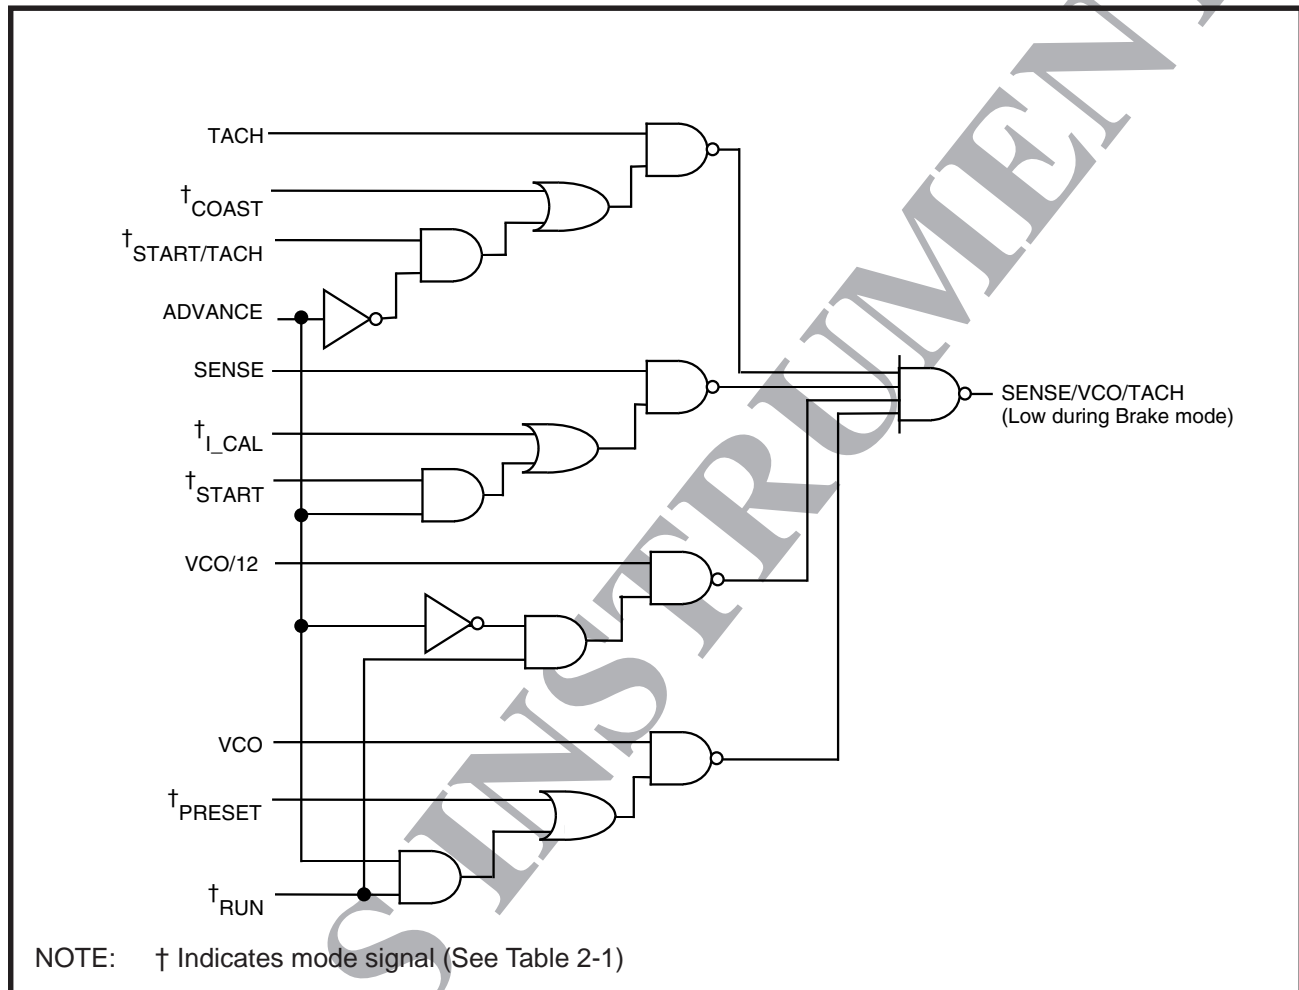 TACH
†COAST
†START/TACH
ADVANCE
SENSE
†I_CAL
†START
VCO/12
VCO
†PRESET
†RUN
SENSE/VCO/TACH
(Low during Brake mode)
NOTE: † Indicates mode signal (See Table 2-1)
S INSTRUMEN